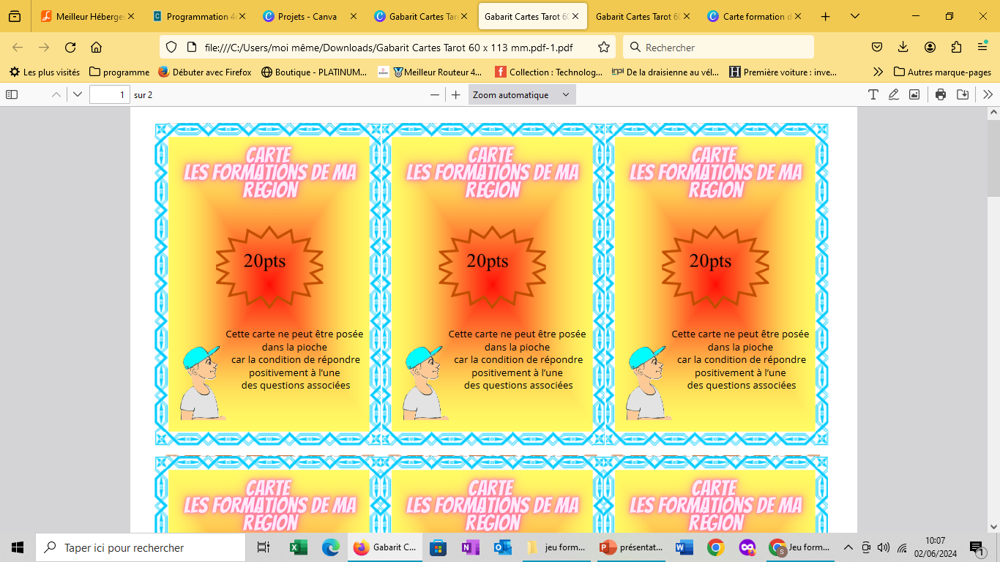 Meilleur Héberge
Programmation 4
Projets - Canva
Gabarit Cartes Tar
Gabarit Cartes Tarot 60
Gabarit Cartes Tarot 60
Carte formation d
file:///C:/Users/moi même/Downloads/Gabarit Cartes Tarot 60 x 113 mm.pdf-1.pdf
Rechercher
Les plus visités
programme
Débuter avec Firefox
Boutique - PLATINUM...
Meilleur Routeur 4...
Collection : Technolog...
De la draisienne au vél...
Première voiture : inve...
Autres marque-pages
1 sur 2
Zoom automatique
CARTE
LES FORMATIONS DE MA
REGION
20pts
Cette carte ne peut être posée
dans la pioche
car la condition de répondre
positivement à l'une
des questions associées
CARTE
LES FORMATIONS DE MA
REGION
20pts
Cette carte ne peut être posée
dans la pioche
car la condition de répondre
positivement à l'une
des questions associées
CARTE
LES FORMATIONS DE MA
REGION
20pts
Cette carte ne peut être posée
dans la pioche
car la condition de répondre
positivement à l'une
des questions associées
CARTE
LES FORMATIONS DE MA
REGION
CARTE
LES FORMATIONS DE MA
REGION
CARTE
LES FORMATIONS DE MA
REGION
Taper ici pour rechercher
Gabarit C...
jeu form...
présentat...
Jeu form...
10:07
02/06/2024
1